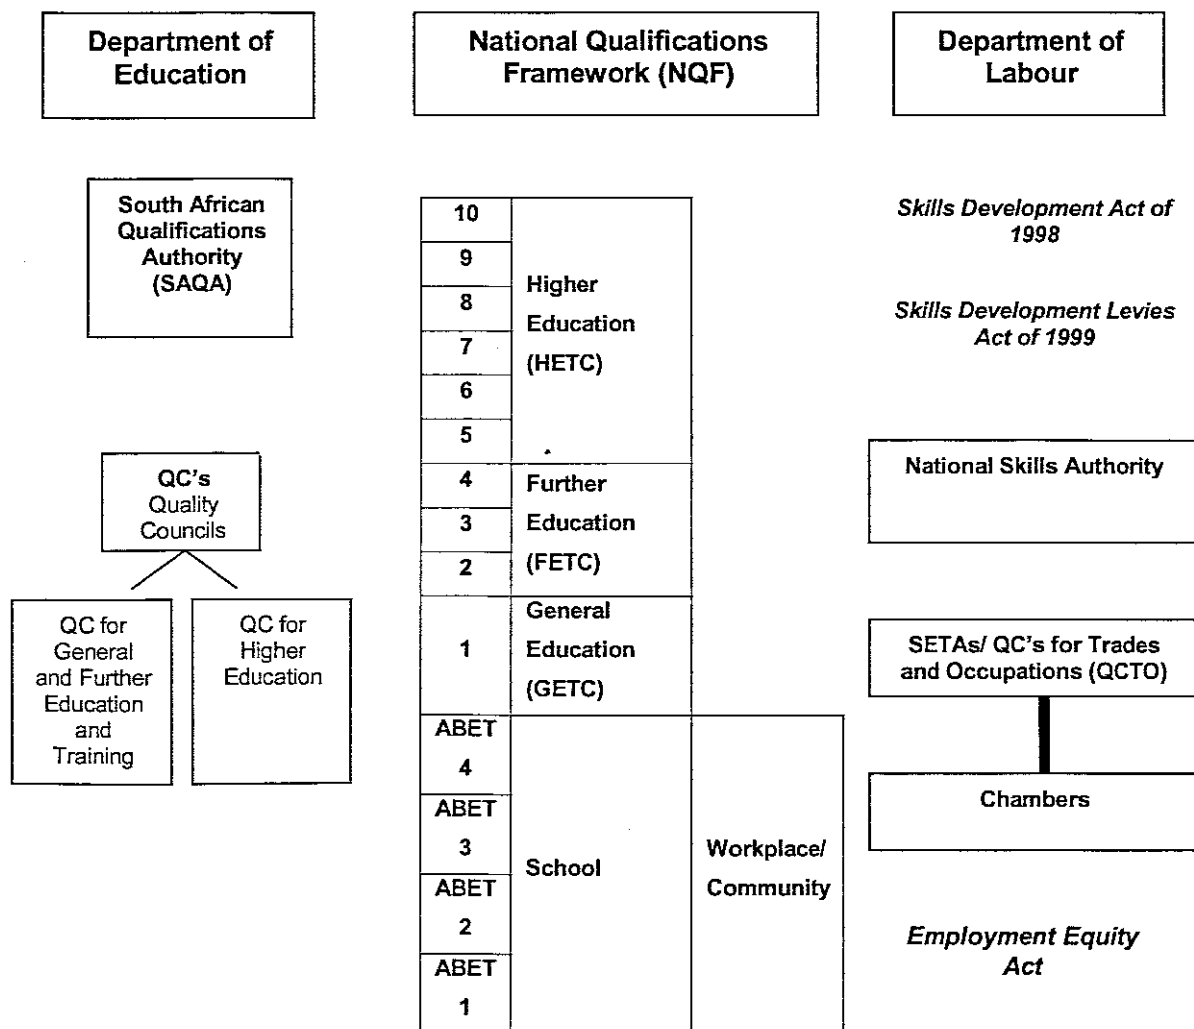 Department of
Education
National Qualifications
Framework (NQF)
Department of
Labour
South African
Qualifications
Authority
(SAQA)
QC's
Quality
Councils
QC for
General
and Further
Education
and
Training
QC for
Higher
Education
10
9
8
7
6
5
Higher
Education
(HETC)
4
3
2
Further
Education
(FETC)
1
General
Education
(GETC)
ABET
4
ABET
3
ABET
2
ABET
1
School
Workplace/
Community
Skills Development Act of
1998
Skills Development Levies
Act of 1999
National Skills Authority
SETAs/ QC's for Trades
and Occupations (QCTO)
Chambers
Employment Equity
Act